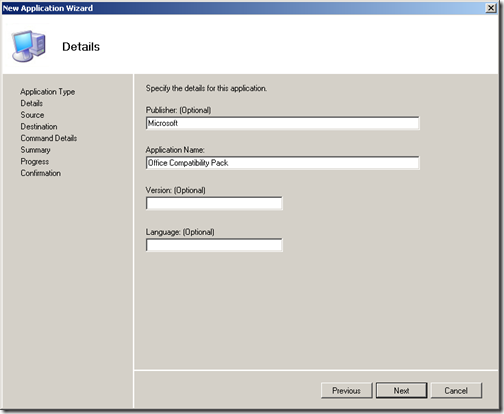 New Application Wizard
Details
Application Type
Details
Source
Destination
Command Details
Summary
Progress
Confirmation
Specify the details for this application.
Publisher: (Optional)
Microsoft
Application Name:
Office Compatibility Pack
Version: (Optional)
Language: (Optional)
Previous
Next
Cancel